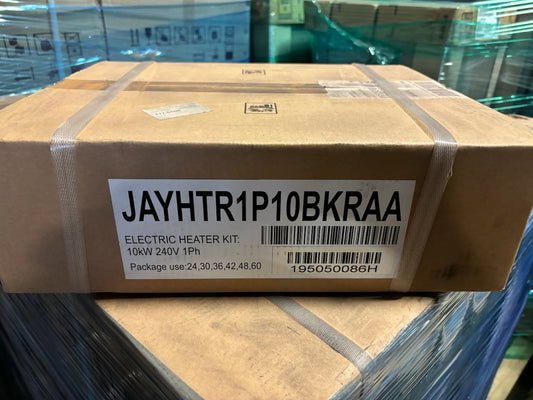 JAYHTR1P10BKRAA
ELECTRIC HEATER KIT:
10kW 240V 1Ph
Package use:24,30,36,42,48,60
195050086H